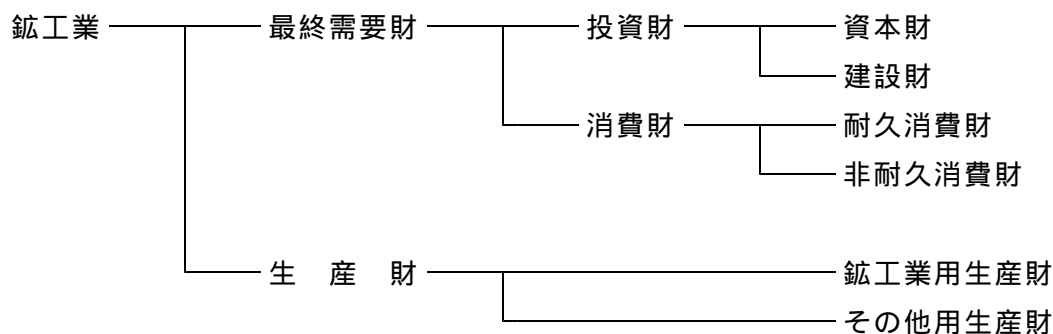 鉱工業 最終需要財 投資財 資本財
建設財
消費財 耐久消費財
非耐久消費財
生産財 鉱工業用生産財
その他用生産財